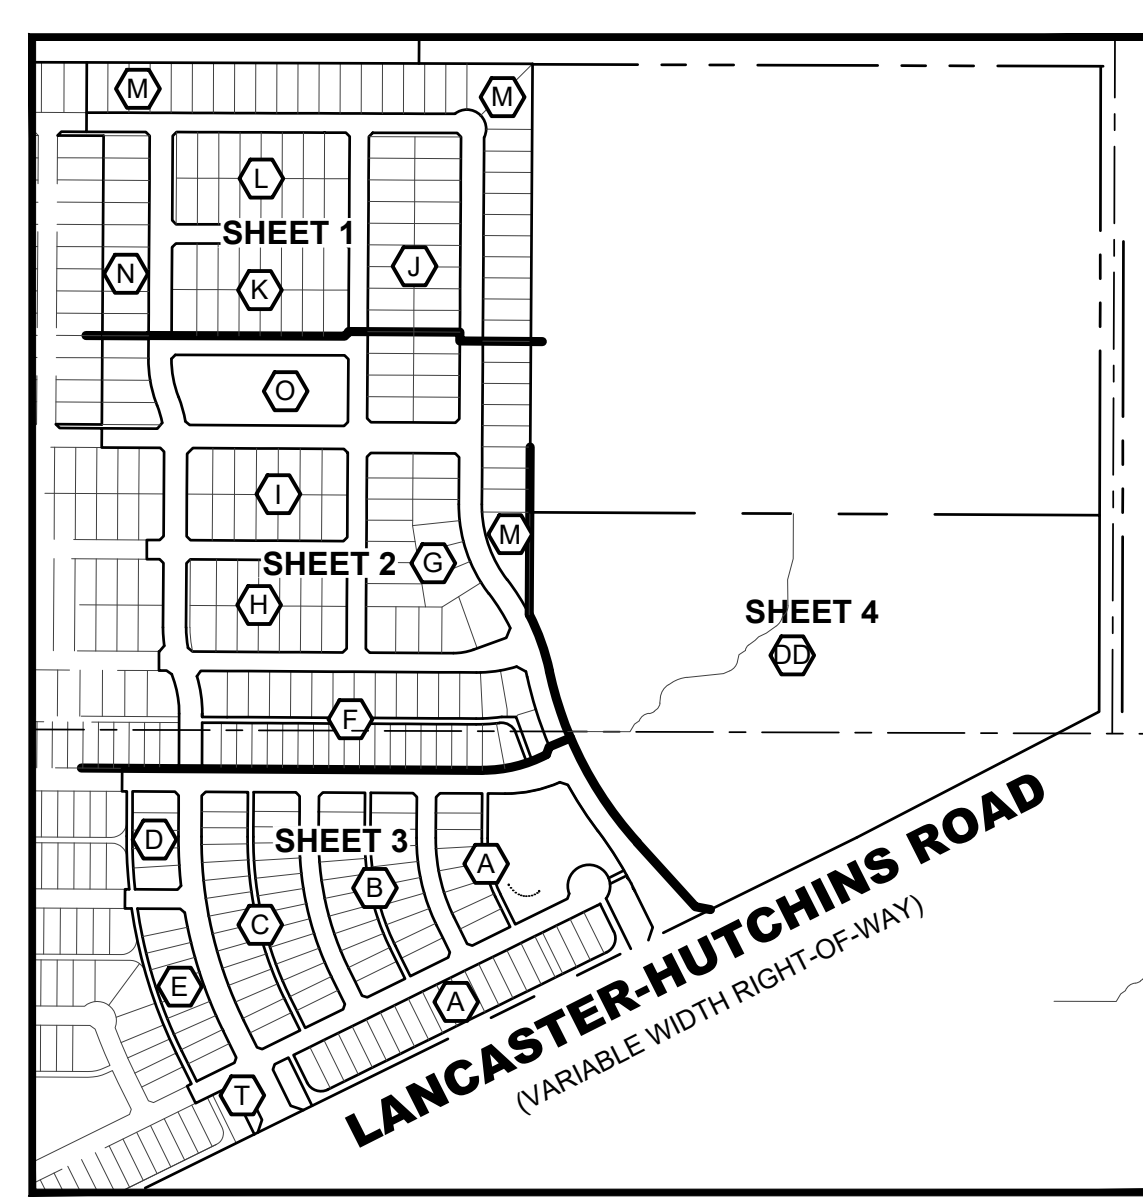 M
M
L
SHEET 1
N
J
K
O
I
M
SHEET 2
G
H
SHEET 4
DD
F
D
SHEET 3
A
B
C
E
A
T
LANCASTER-HUTCHINS ROAD
(VARIABLE WIDTH RIGHT-OF-WAY)